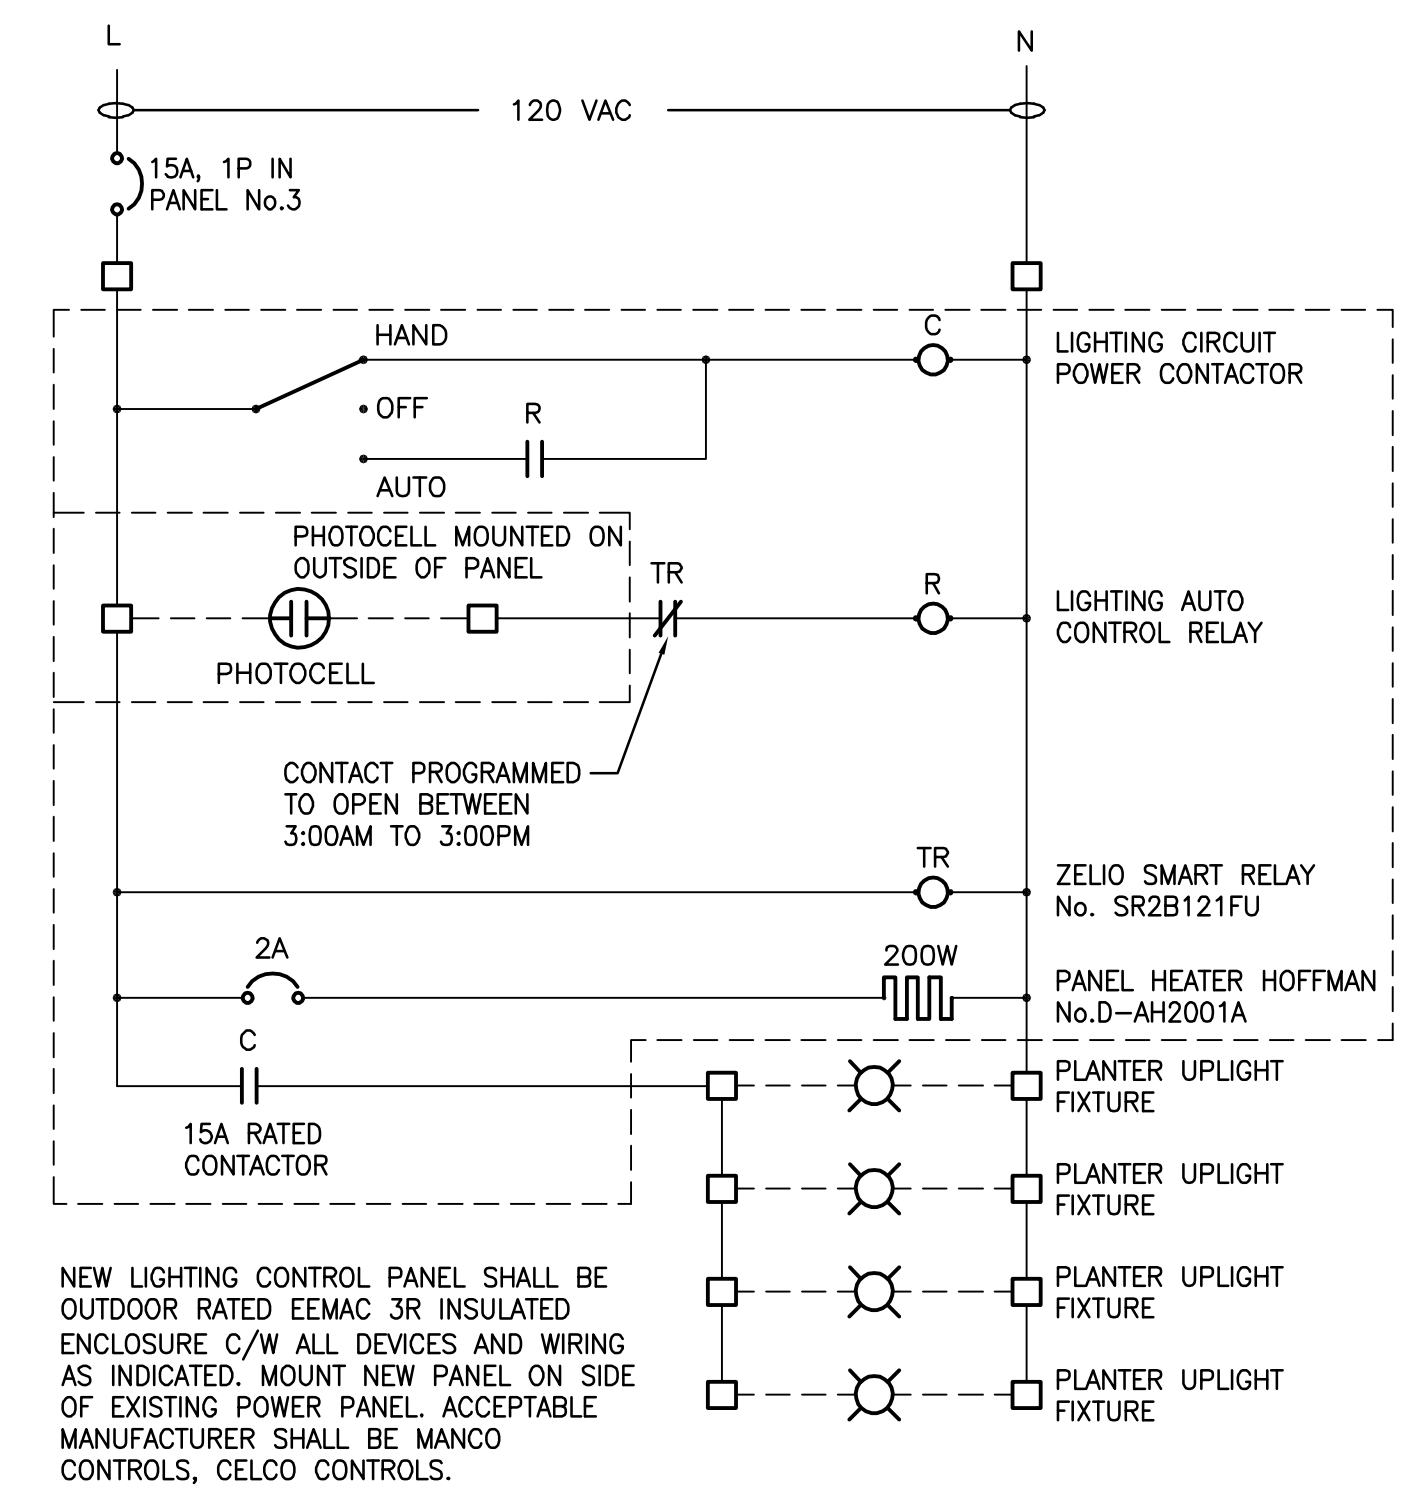 L
N
120 VAC
15A, 1P IN
PANEL No.3
HAND
C
LIGHTING CIRCUIT
POWER CONTACTOR
OFF
R
AUTO
PHOTOCELL MOUNTED ON
OUTSIDE OF PANEL
TR
R
LIGHTING AUTO
CONTROL RELAY
PHOTOCELL
CONTACT PROGRAMMED
TO OPEN BETWEEN
3:00AM TO 3:00PM
TR
ZELIO SMART RELAY
No. SR2B121FU
2A
200W
PANEL HEATER HOFFMAN
No.D-AH2001A
C
15A RATED
CONTACTOR
PLANTER UPLIGHT
FIXTURE
PLANTER UPLIGHT
FIXTURE
PLANTER UPLIGHT
FIXTURE
PLANTER UPLIGHT
FIXTURE
NEW LIGHTING CONTROL PANEL SHALL BE
OUTDOOR RATED EEMAC 3R INSULATED
ENCLOSURE C/W ALL DEVICES AND WIRING
AS INDICATED. MOUNT NEW PANEL ON SIDE
OF EXISTING POWER PANEL. ACCEPTABLE
MANUFACTURER SHALL BE MANCO
CONTROLS, CELCO CONTROLS.